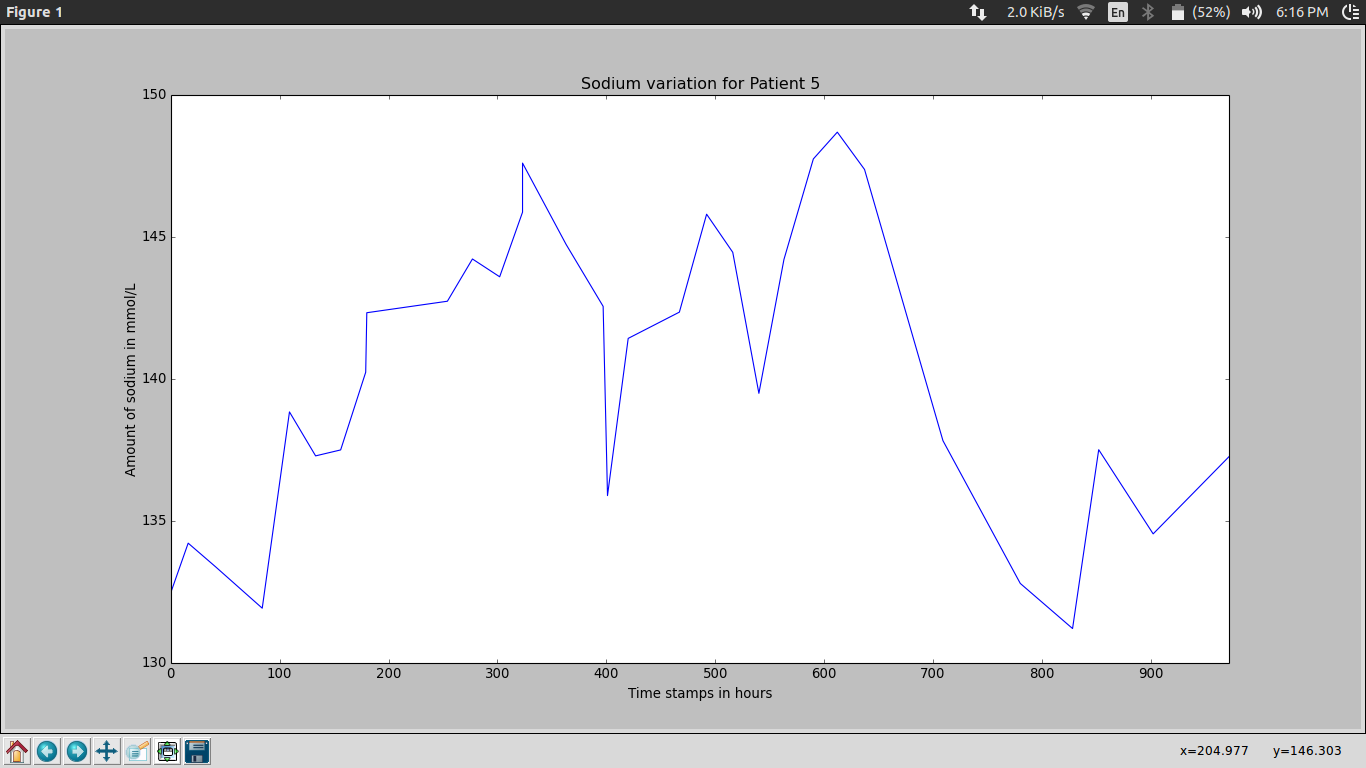 Figure 1
2.0 KiB/s En (52%) 6:16 PM
Sodium variation for Patient 5
150
145
140
135
130
Amount of sodium in mmol/L
0 100 200 300 400 500 600 700 800 900
Time stamps in hours
x=204.977 y=146.303